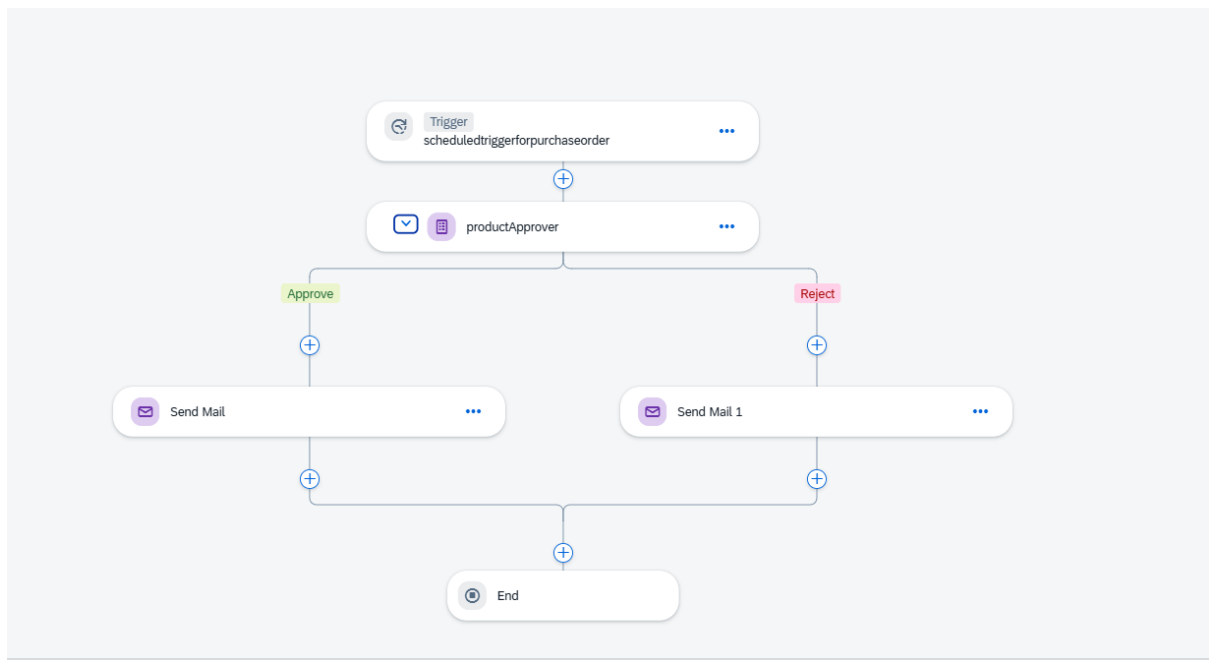 Trigger
scheduledtriggerforpurchaseorder
productApprover
Approve
Reject
Send Mail
Send Mail 1
End